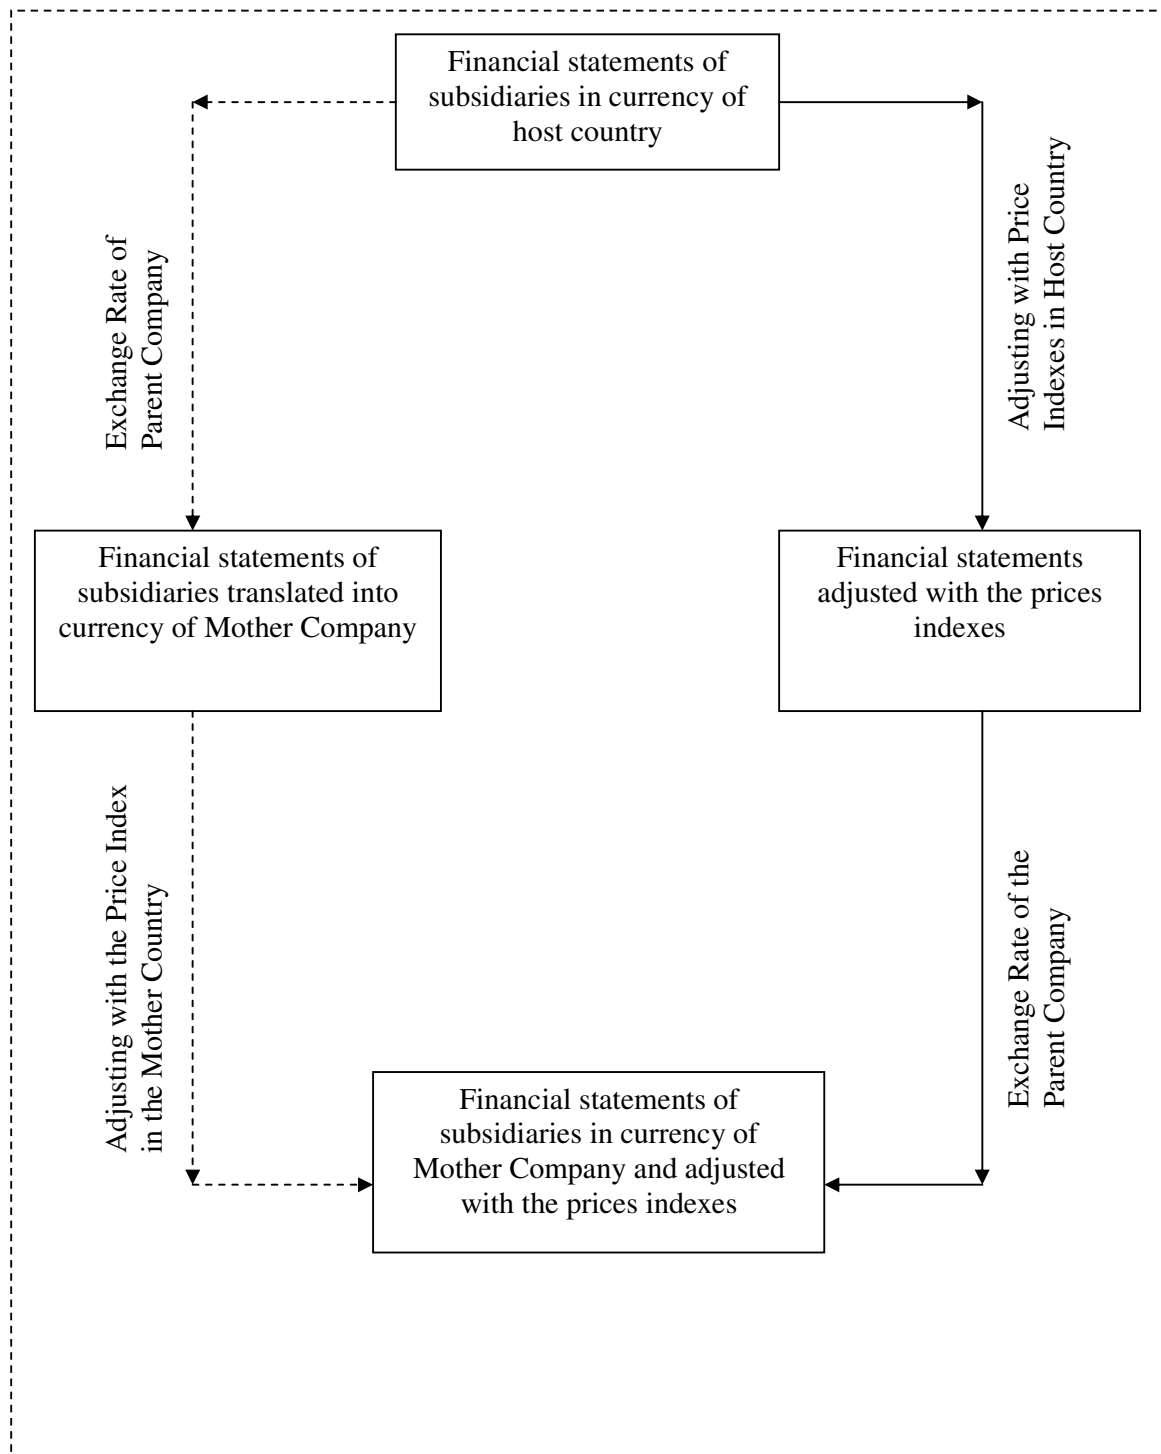 Financial statements of
subsidiaries in currency of
host country
Exchange Rate of
Parent Company
Adjusting with Price
Indexes in Host Country
Financial statements of
subsidiaries translated into
currency of Mother Company
Financial statements
adjusted with the prices
indexes
Adjusting with the Price Index
in the Mother Country
Exchange Rate of the
Parent Company
Financial statements of
subsidiaries in currency of
Mother Company and adjusted
with the prices indexes